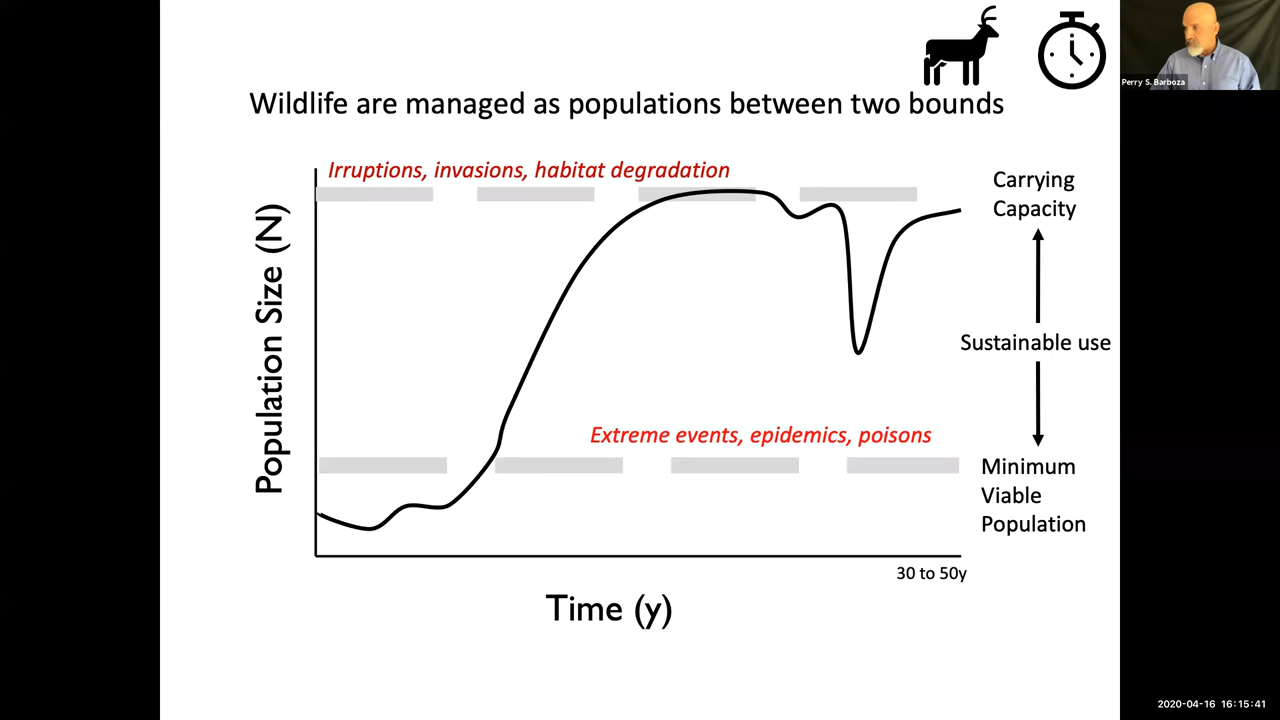 Perry S. Barboza
Wildlife are managed as populations between two bounds
Irruptions, invasions, habitat degradation
Carrying
Capacity
Population Size (N)
Sustainable use
Extreme events, epidemics, poisons
Minimum
Viable
Population
30 to 50y
Time (y)
2020-04-16 16:15:41